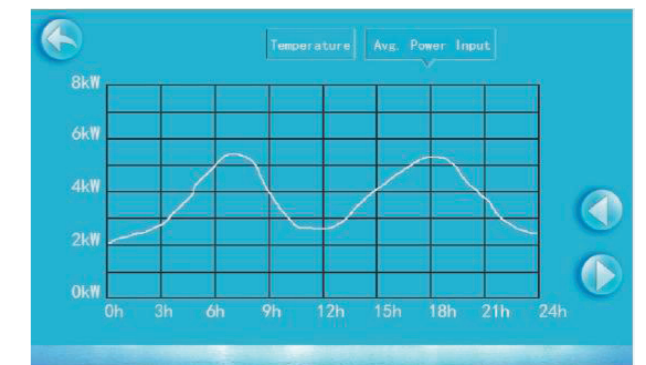 Temperature Avg. Power Input
8kW
6kW
4kW
2kW
0kW
0h 3h 6h 9h 12h 15h 18h 21h 24h